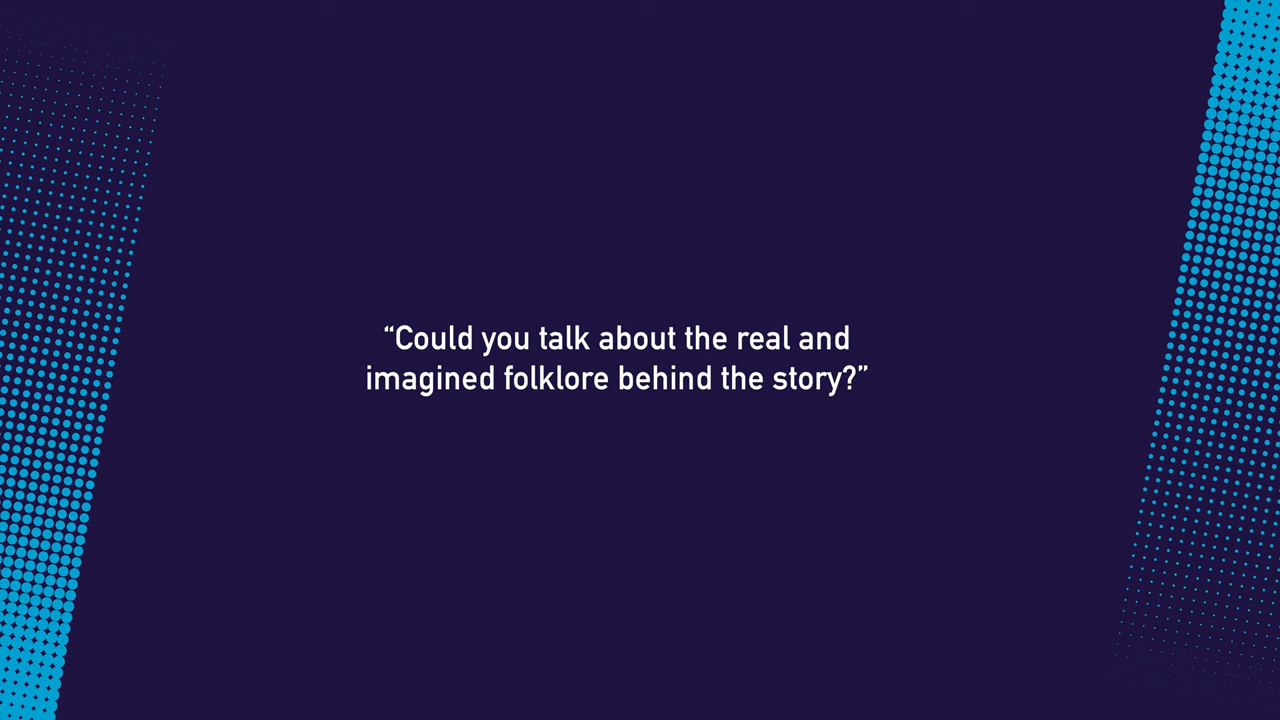 “Could you talk about the real and
imagined folklore behind the story?”